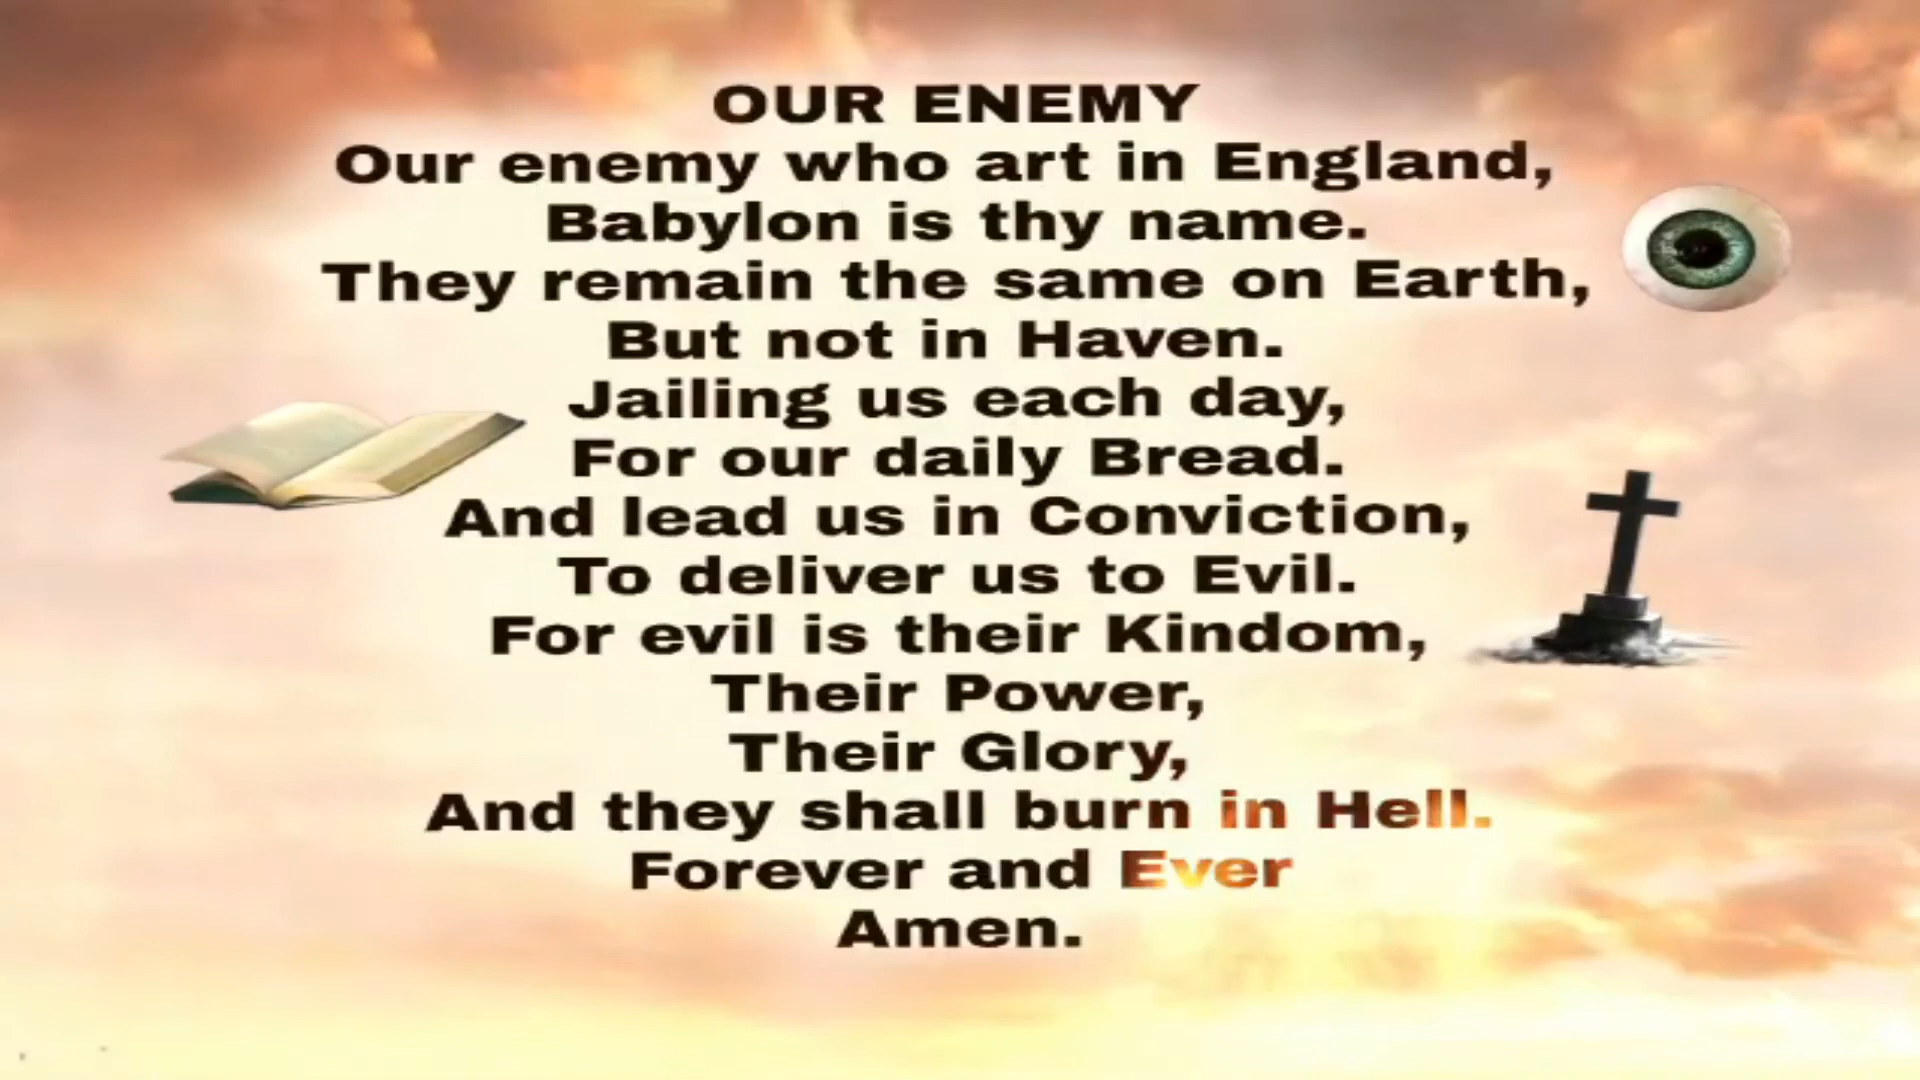 OUR ENEMY
Our enemy who art in England,
Babylon is thy name.
They remain the same on Earth,
But not in Haven.
Jailing us each day,
For our daily Bread.
And lead us in Conviction,
To deliver us to Evil.
For evil is their Kindom,
Their Power,
Their Glory,
And they shall burn in Hell.
Forever and Ever
Amen.